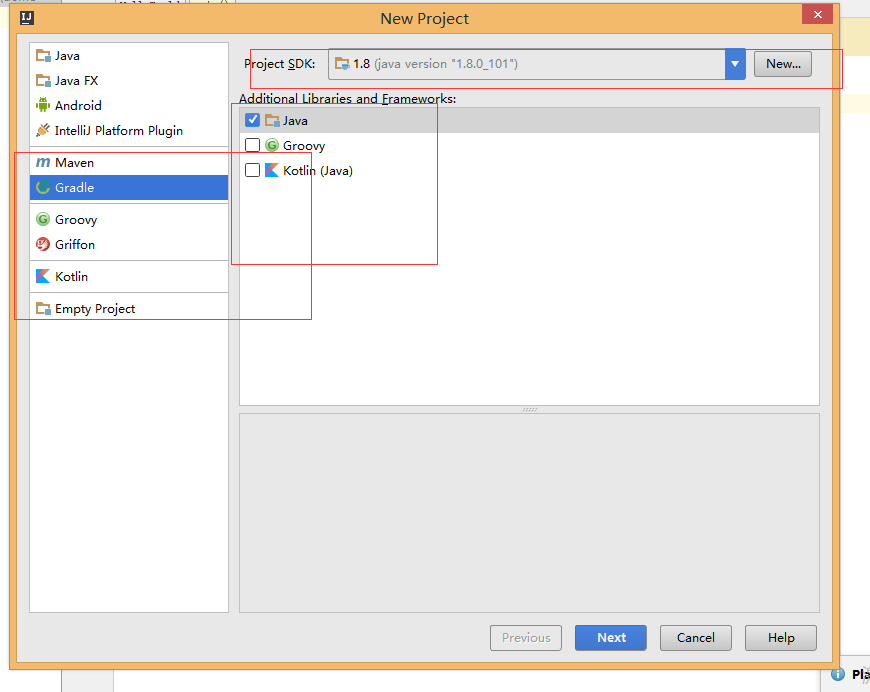 New Project
Java
Java FX
Android
IntelliJ Platform Plugin
Maven
Gradle
Groovy
Griffon
Kotlin
Empty Project
Project SDK: 1.8 (java version "1.8.0_101") New...
Additional Libraries and Frameworks:
Java
Groovy
Kotlin (Java)
Previous Next Cancel Help